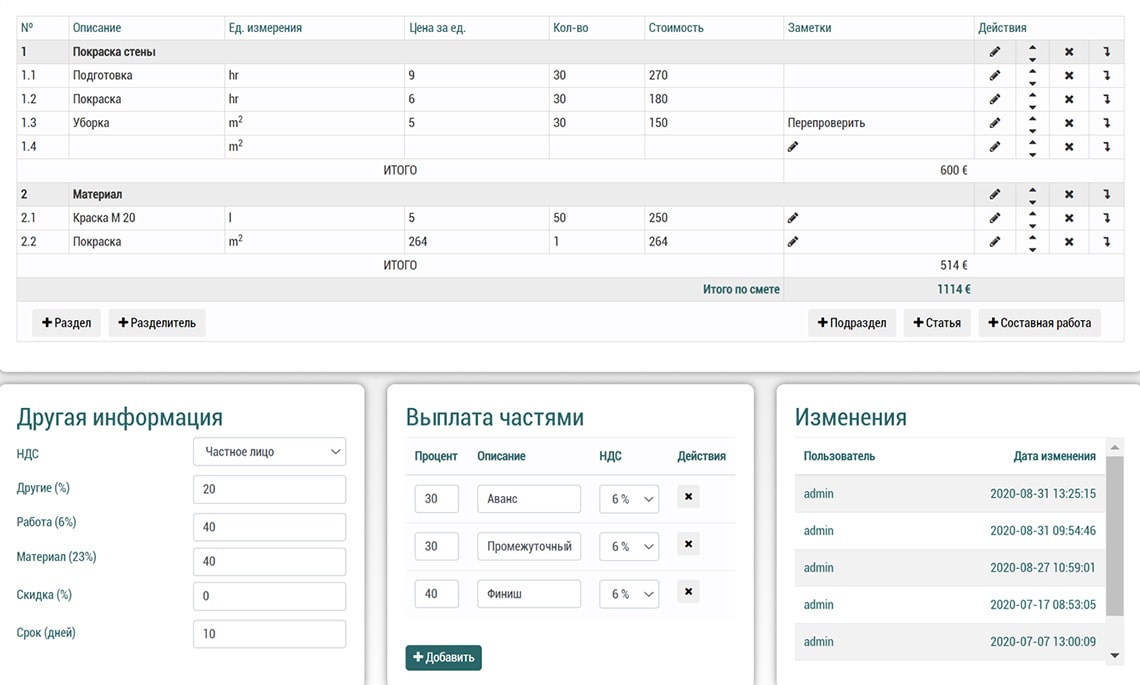 Nº Описание Ед. измерения Цена за ед. Кол-во Стоимость Заметки Действия
1 Покраска стены
1.1 Подготовка hr 9 30 270
1.2 Покраска hr 6 30 180
1.3 Уборка m² 5 30 150 Перепроверить
1.4 m²
ИТОГО 600 €
2 Материал
2.1 Краска М 20 l 5 50 250
2.2 Покраска m² 264 1 264
ИТОГО 514 €
Итого по смете 1114 €
Раздел Разделитель Подраздел Статья Составная работа
Другая информация
НДС Частное лицо
Другие (%) 20
Работа (6%) 40
Материал (23%) 40
Скидка (%) 0
Срок (дней) 10
Выплата частями
Процент Описание НДС Действия
30 Аванс 6 %
30 Промежуточный 6 %
40 Финиш 6 %
Добавить
Изменения
Пользователь Дата изменения
admin 2020-08-31 13:25:15
admin 2020-08-31 09:54:46
admin 2020-08-27 10:59:01
admin 2020-07-17 08:53:05
admin 2020-07-07 13:00:09